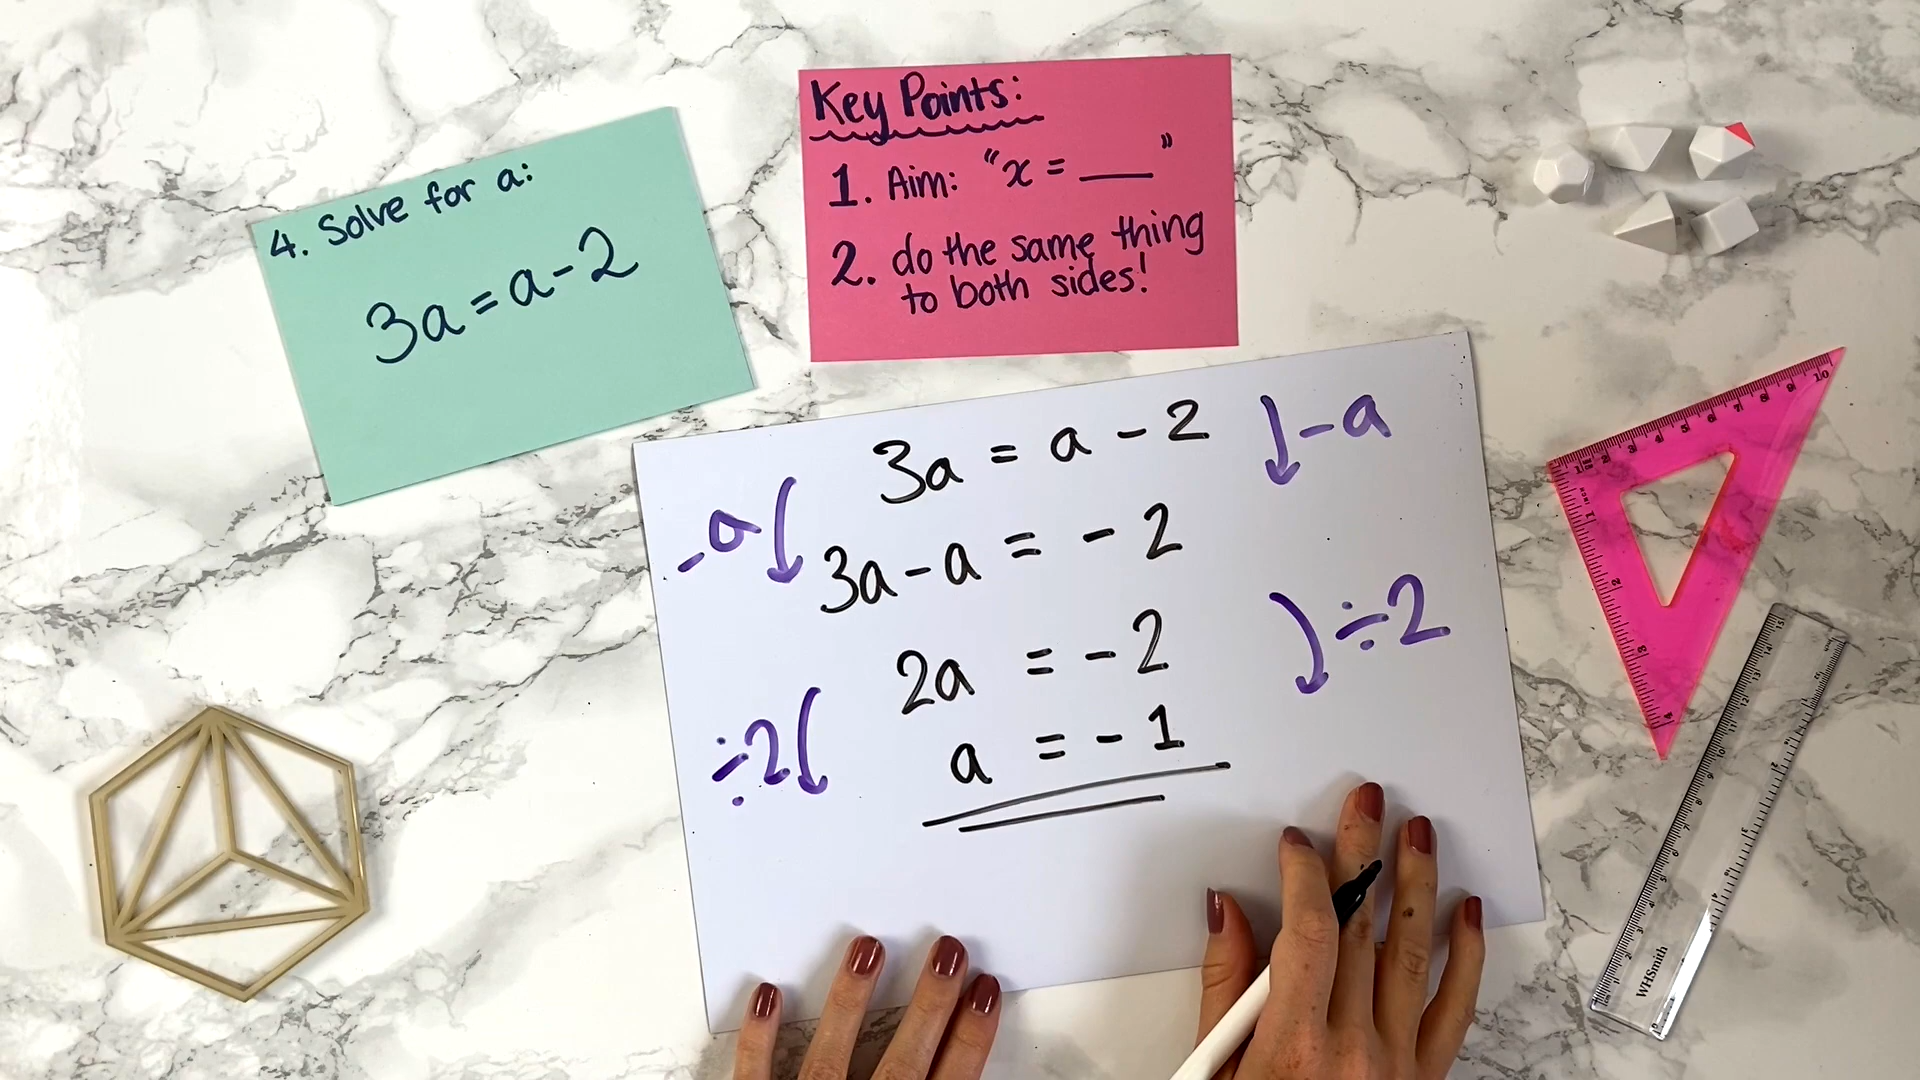 4. Solve for a:
3a = a - 2
Key Points:
1. Aim: "x = ___"
2. do the same thing
to both sides!
3a = a - 2
-a
-a
3a - a = - 2
2a = - 2
÷2
÷2
a = - 1
WHSmith